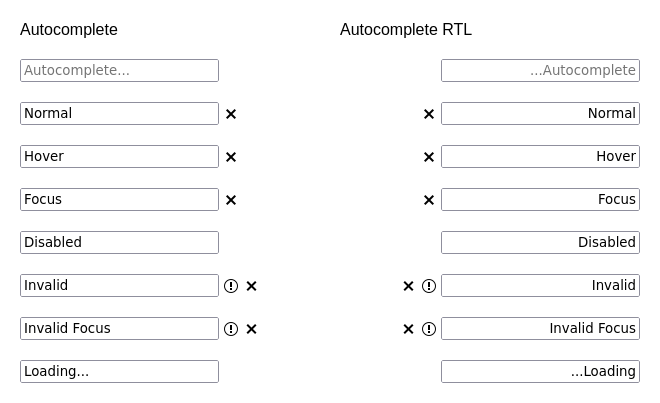 Autocomplete
Autocomplete...
Normal
Hover
Focus
Disabled
Invalid
Invalid Focus
Loading...
Autocomplete RTL
...Autocomplete
Normal
Hover
Focus
Disabled
Invalid
Invalid Focus
...Loading